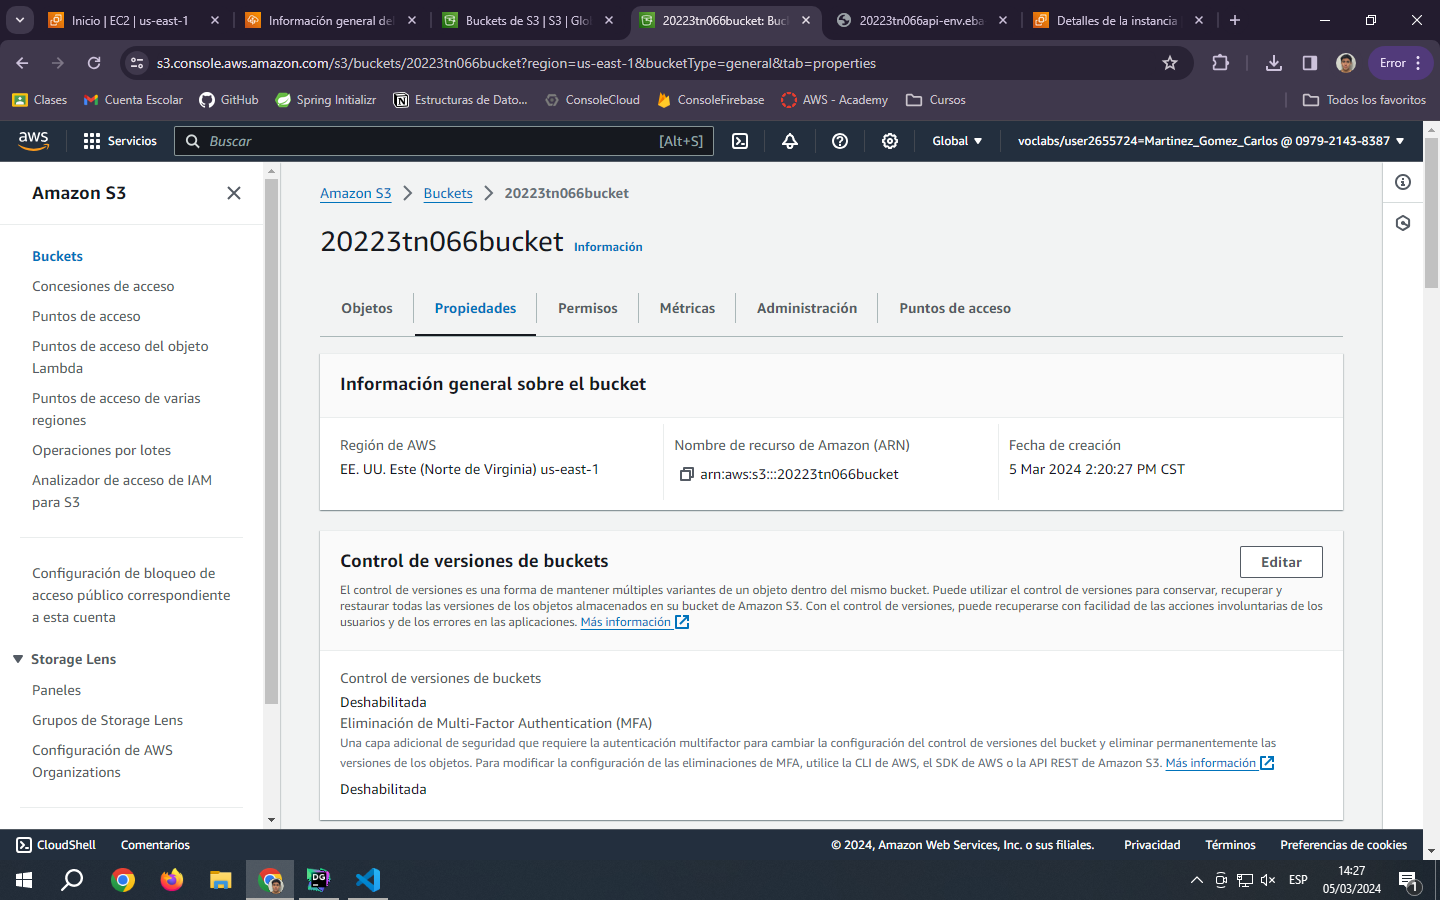 Inicio | EC2 | us-east-1
Información general del
Buckets de S3 | S3 | Glo
20223tn066bucket: Buc
20223tn066api-env.eba
Detalles de la instancia
s3.console.aws.amazon.com/s3/buckets/20223tn066bucket?region=us-east-1&bucketType=general&tab=properties
Error
Clases
Cuenta Escolar
GitHub
Spring Initializr
Estructuras de Dato...
ConsoleCloud
ConsoleFirebase
AWS - Academy
Cursos
Todos los favoritos
aws
Servicios
Buscar
[Alt+S]
Global
voclabs/user2655724=Martinez_Gomez_Carlos @ 0979-2143-8387
Amazon S3
Buckets
Concesiones de acceso
Puntos de acceso
Puntos de acceso del objeto
Lambda
Puntos de acceso de varias
regiones
Operaciones por lotes
Analizador de acceso de IAM
para S3
Configuración de bloqueo de
acceso público correspondiente
a esta cuenta
Storage Lens
Paneles
Grupos de Storage Lens
Configuración de AWS
Organizations
Amazon S3
Buckets
20223tn066bucket
20223tn066bucket Información
Objetos
Propiedades
Permisos
Métricas
Administración
Puntos de acceso
Información general sobre el bucket
Región de AWS
EE. UU. Este (Norte de Virginia) us-east-1
Nombre de recurso de Amazon (ARN)
arn:aws:s3:::20223tn066bucket
Fecha de creación
5 Mar 2024 2:20:27 PM CST
Control de versiones de buckets
Editar
El control de versiones es una forma de mantener múltiples variantes de un objeto dentro del mismo bucket. Puede utilizar el control de versiones para conservar, recuperar y
restaurar todas las versiones de los objetos almacenados en su bucket de Amazon S3. Con el control de versiones, puede recuperarse con facilidad de las acciones involuntarias de los
usuarios y de los errores en las aplicaciones. Más información
Control de versiones de buckets
Deshabilitada
Eliminación de Multi-Factor Authentication (MFA)
Una capa adicional de seguridad que requiere la autenticación multifactor para cambiar la configuración del control de versiones del bucket y eliminar permanentemente las
versiones de los objetos. Para modificar la configuración de las eliminaciones de MFA, utilice la CLI de AWS, el SDK de AWS o la API REST de Amazon S3. Más información
Deshabilitada
CloudShell
Comentarios
© 2024, Amazon Web Services, Inc. o sus filiales.
Privacidad
Términos
Preferencias de cookies
DG
ESP
14:27
05/03/2024
1